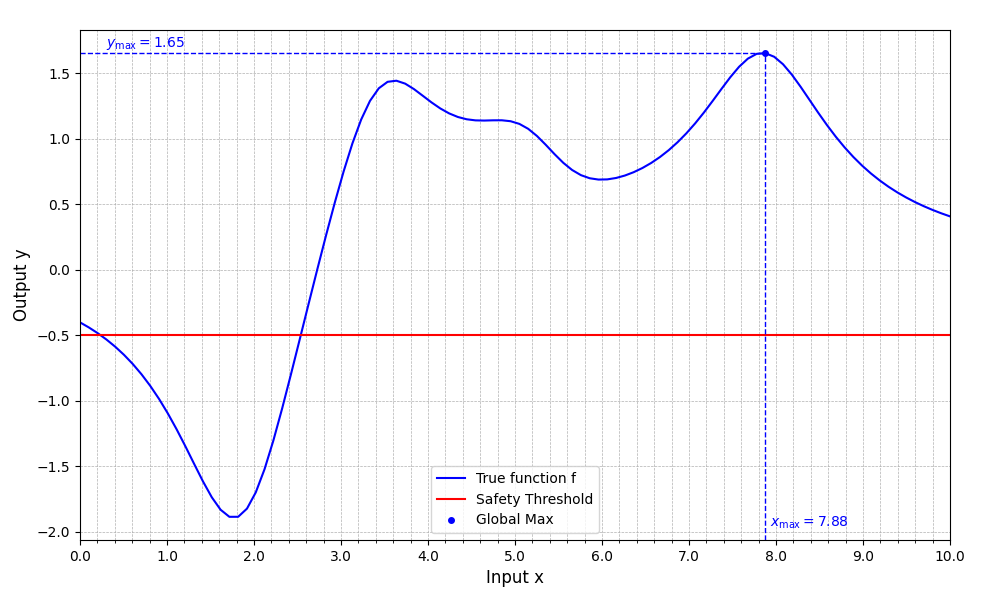 y_max = 1.65
1.5
1.0
0.5
0.0
−0.5
−1.0
−1.5
−2.0
Output y
True function f
Safety Threshold
Global Max
x_max = 7.88
0.0 1.0 2.0 3.0 4.0 5.0 6.0 7.0 8.0 9.0 10.0
Input x